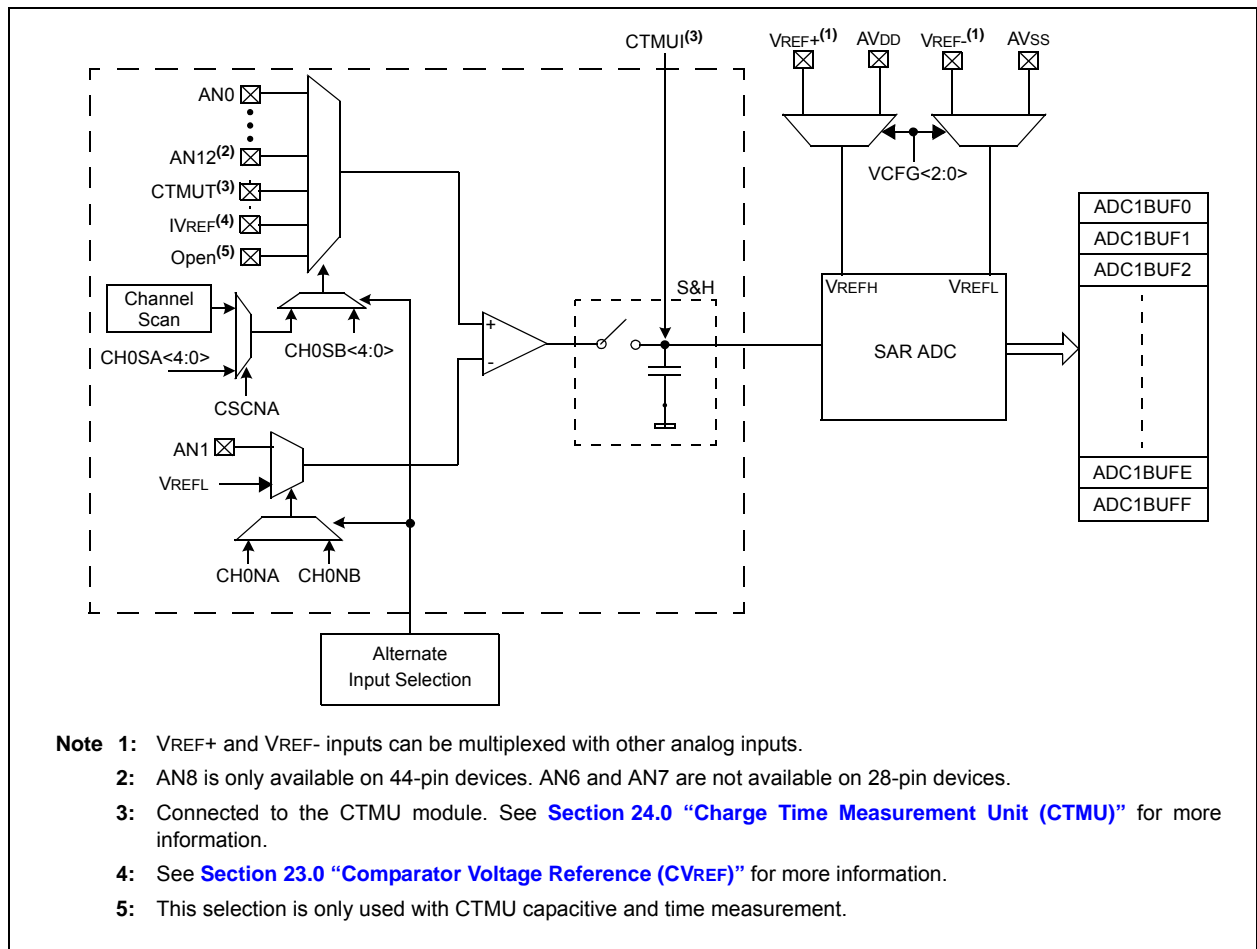 CTMUI(3)
VREF+(1) AVDD VREF-(1) AVSS
AN0
AN12(2)
CTMUT(3)
IVREF(4)
Open(5)
VCFG<2:0>
ADC1BUF0
ADC1BUF1
ADC1BUF2
S&H
VREFH VREFL
Channel
Scan
+
CH0SA<4:0>
CH0SB<4:0>
-
SAR ADC
CSCNA
AN1
VREFL
ADC1BUFE
ADC1BUFF
CH0NA CH0NB
Alternate
Input Selection
Note 1: VREF+ and VREF- inputs can be multiplexed with other analog inputs.
2: AN8 is only available on 44-pin devices. AN6 and AN7 are not available on 28-pin devices.
3: Connected to the CTMU module. See Section 24.0 “Charge Time Measurement Unit (CTMU)” for more
information.
4: See Section 23.0 “Comparator Voltage Reference (CVREF)” for more information.
5: This selection is only used with CTMU capacitive and time measurement.